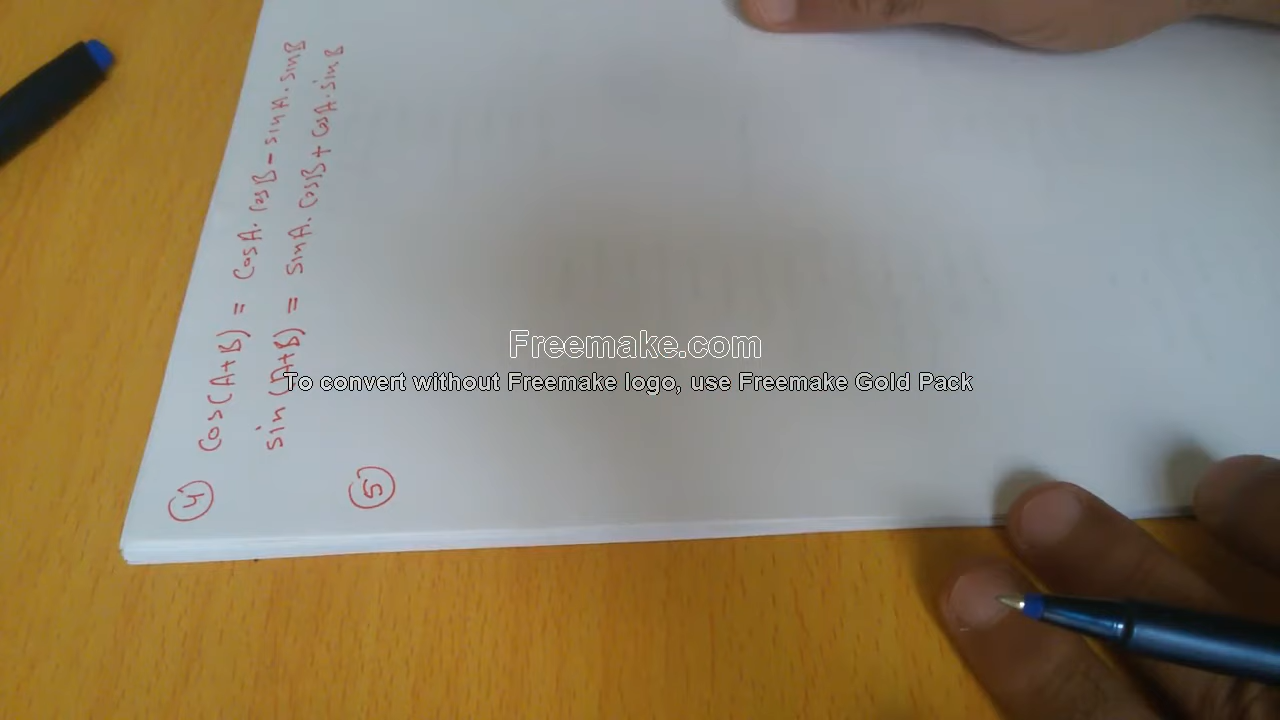 ④ cos(A+B) = cosA. cosB - sinA. sinB
sin(A+B) = sinA. cosB + cosA. sinB
⑤
Freemake.com
To convert without Freemake logo, use Freemake Gold Pack